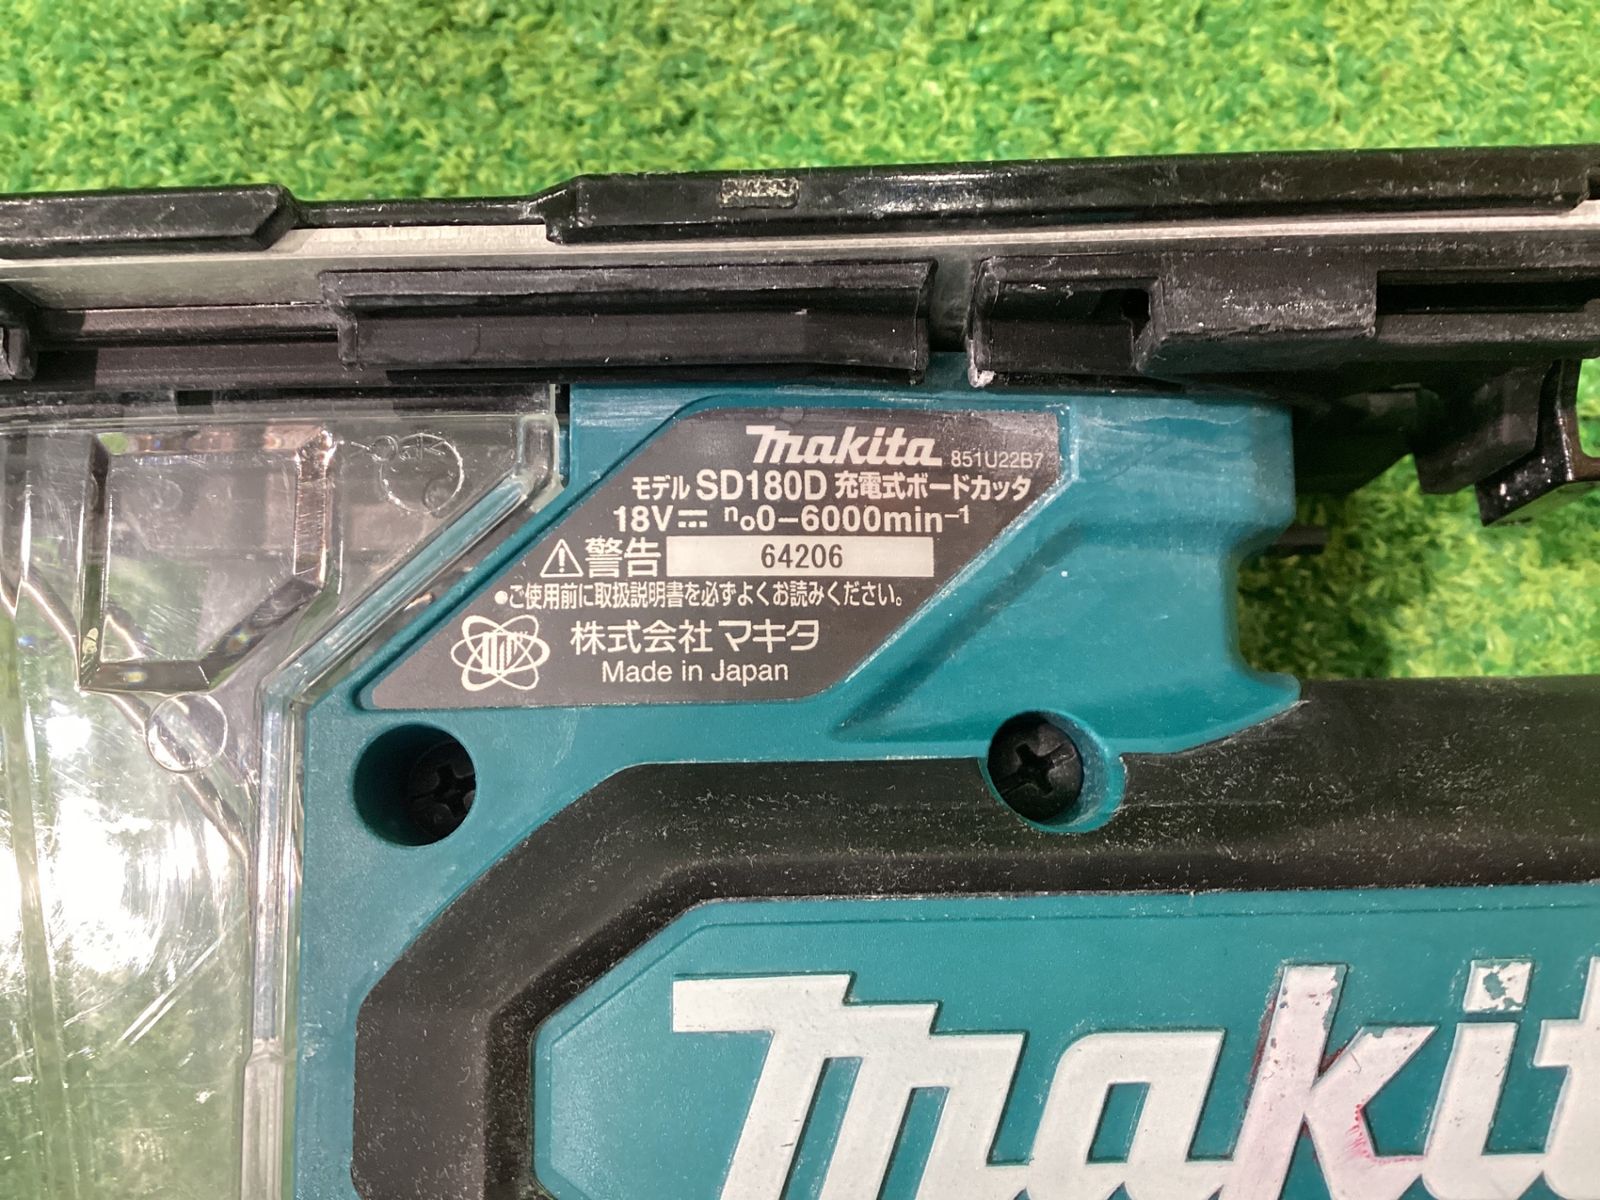 makita 851U22B7
モデル SD180D 充電式ボードカッタ
18V⎓ n₀0-6000min⁻¹
⚠警告 64206
●ご使用前に取扱説明書を必ずよくお読みください。
株式会社マキタ
Made in Japan
makit